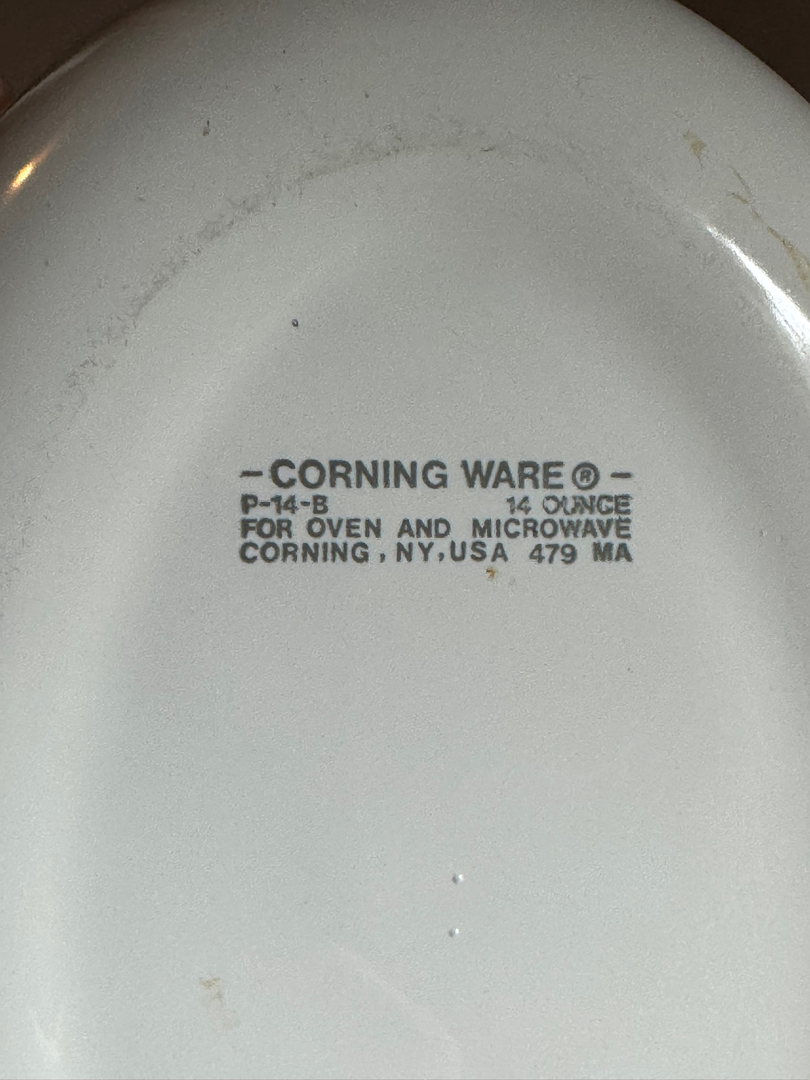 -CORNING WARE®-
P-14-B 14 OUNCE
FOR OVEN AND MICROWAVE
CORNING, NY, USA 479 MA